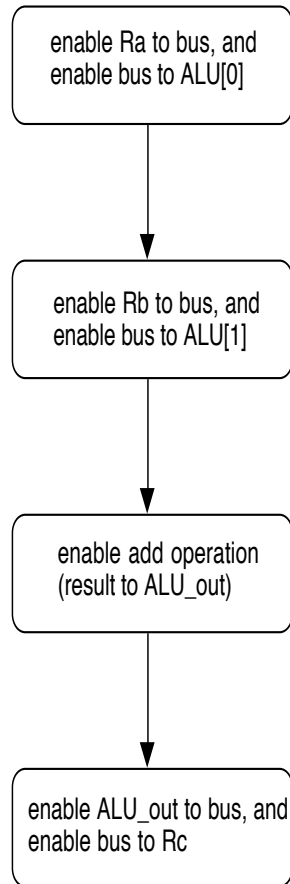 enable Ra to bus, and
enable bus to ALU[0]
enable Rb to bus, and
enable bus to ALU[1]
enable add operation
(result to ALU_out)
enable ALU_out to bus, and
enable bus to Rc